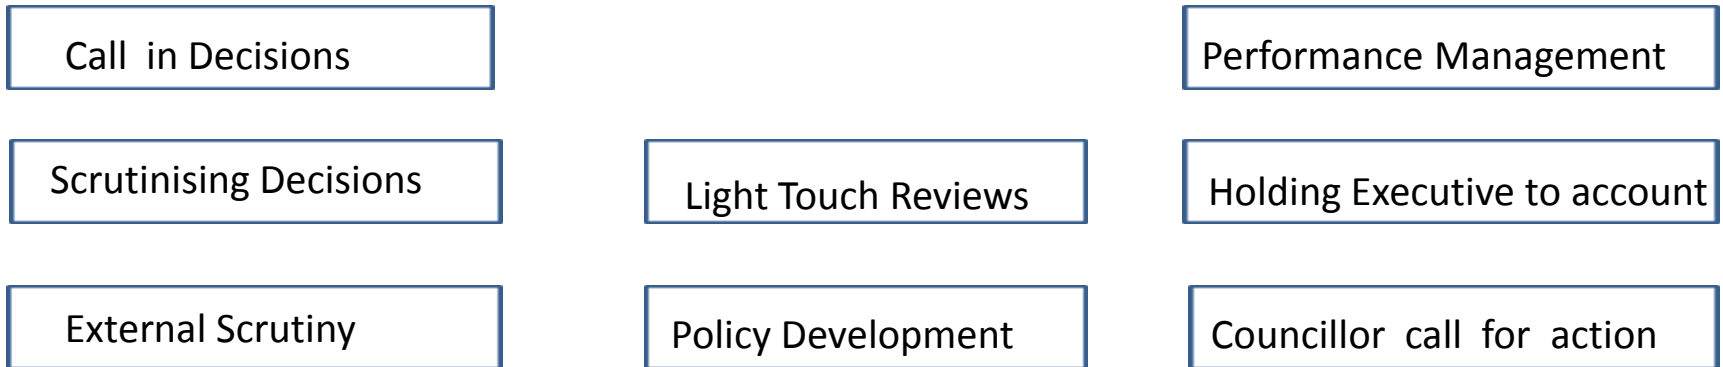 Call in Decisions
Performance Management
Scrutinising Decisions
Light Touch Reviews
Holding Executive to account
External Scrutiny
Policy Development
Councillor call for action